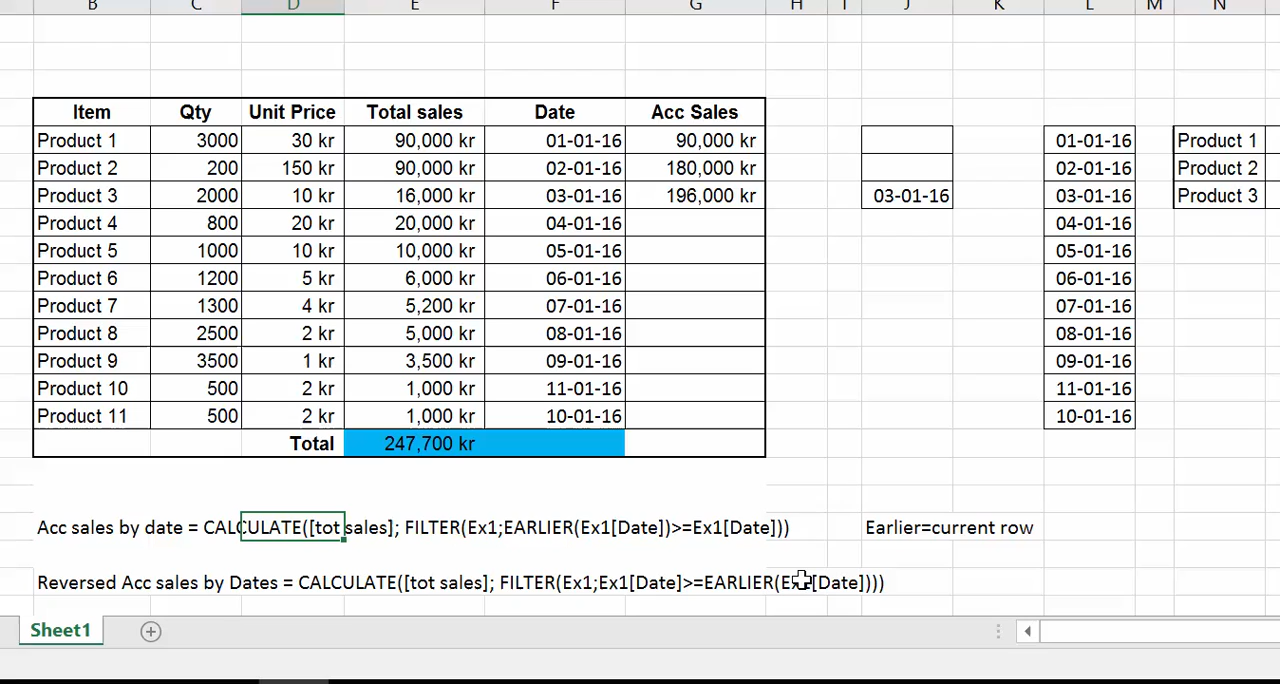 B C D E F G H I J K L M N
Item Qty Unit Price Total sales Date Acc Sales
Product 1 3000 30 kr 90,000 kr 01-01-16 90,000 kr 01-01-16 Product 1
Product 2 200 150 kr 90,000 kr 02-01-16 180,000 kr 02-01-16 Product 2
Product 3 2000 10 kr 16,000 kr 03-01-16 196,000 kr 03-01-16 03-01-16 Product 3
Product 4 800 20 kr 20,000 kr 04-01-16 04-01-16
Product 5 1000 10 kr 10,000 kr 05-01-16 05-01-16
Product 6 1200 5 kr 6,000 kr 06-01-16 06-01-16
Product 7 1300 4 kr 5,200 kr 07-01-16 07-01-16
Product 8 2500 2 kr 5,000 kr 08-01-16 08-01-16
Product 9 3500 1 kr 3,500 kr 09-01-16 09-01-16
Product 10 500 2 kr 1,000 kr 11-01-16 11-01-16
Product 11 500 2 kr 1,000 kr 10-01-16 10-01-16
Total 247,700 kr
Acc sales by date = CALCULATE([tot sales]; FILTER(Ex1;EARLIER(Ex1[Date])>=Ex1[Date])) Earlier=current row
Reversed Acc sales by Dates = CALCULATE([tot sales]; FILTER(Ex1;Ex1[Date]>=EARLIER(Ex1[Date])))
Sheet1